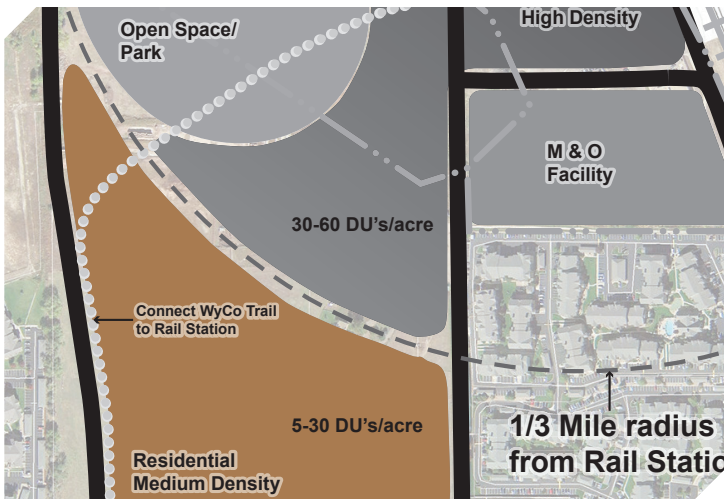 Open Space/
Park
High Density
M & O
Facility
30-60 DU's/acre
Connect WyCo Trail
to Rail Station
5-30 DU's/acre
1/3 Mile radius
from Rail Statio
Residential
Medium Density